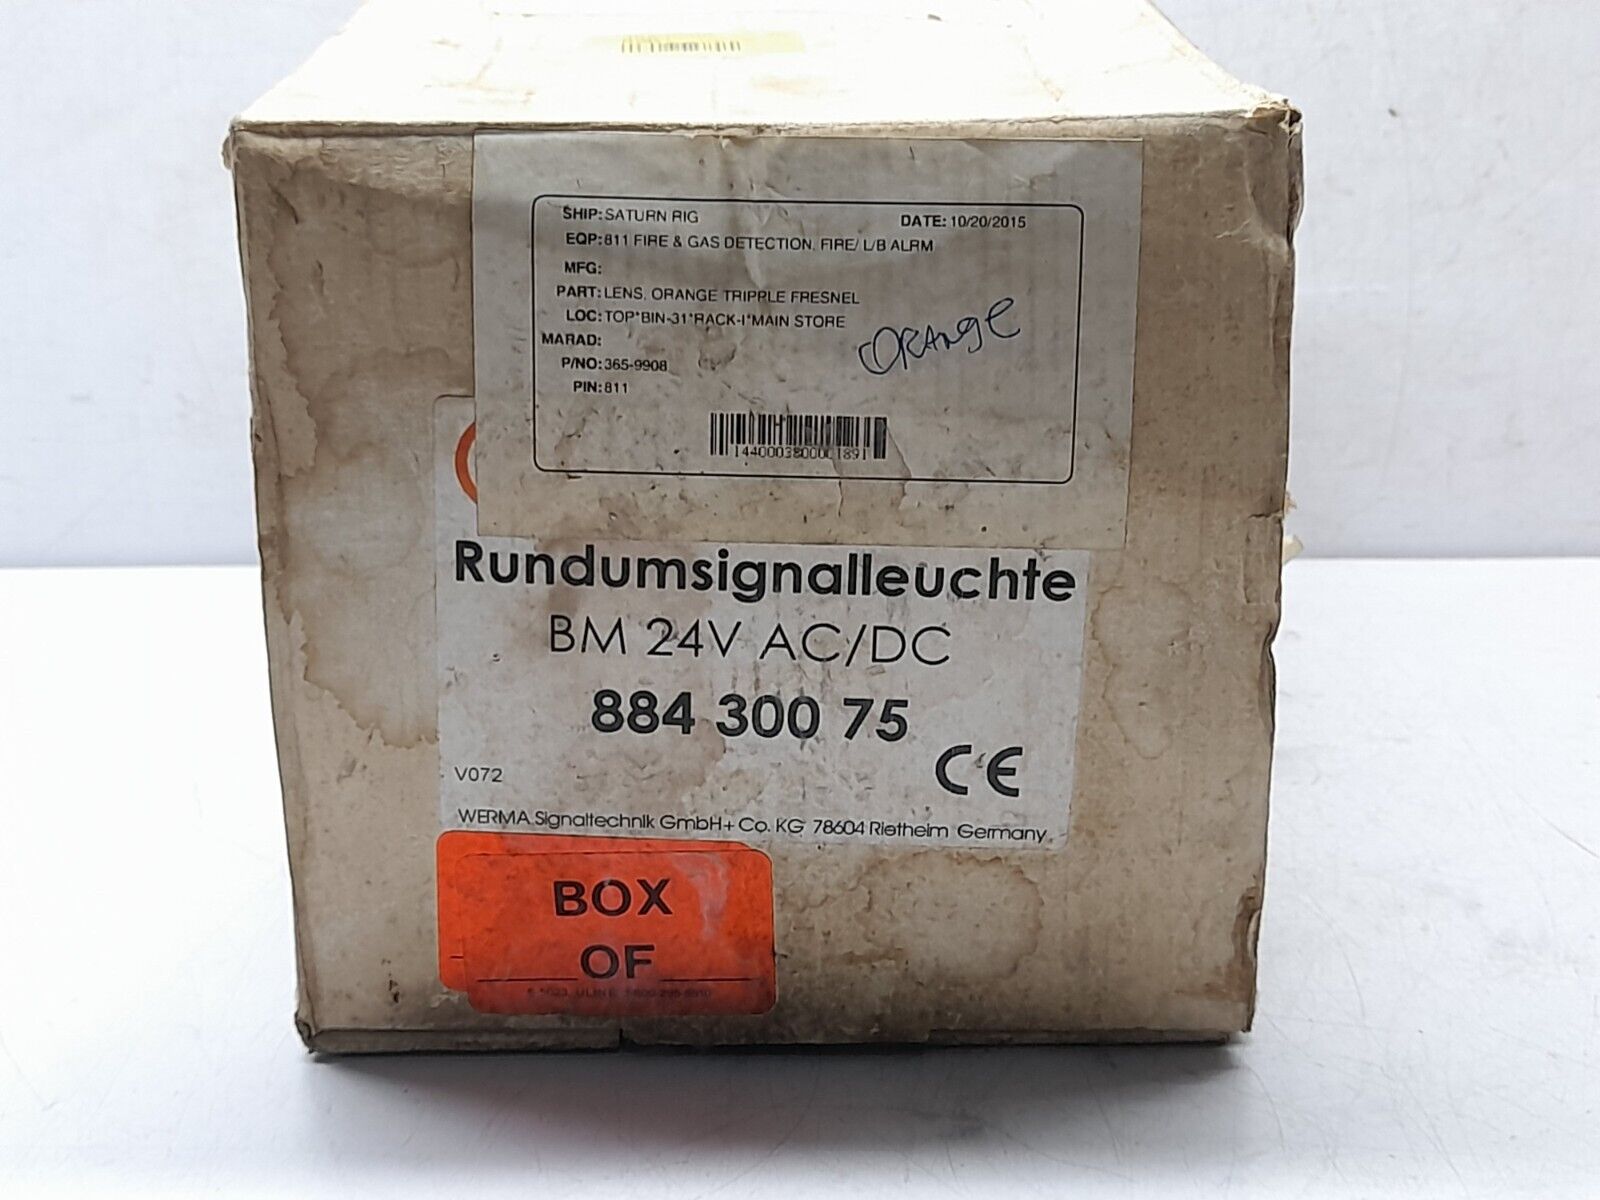 SHIP: SATURN RIG DATE: 10/20/2015
EQP: 811 FIRE & GAS DETECTION, FIRE/ L/B ALRM
MFG:
PART: LENS, ORANGE TRIPPLE FRESNEL
LOC: TOP*BIN-31*RACK-I*MAIN STORE
MARAD:
P/NO: 365-9908
PIN: 811
ORANGE
1440003800001891
Rundumsignalleuchte
BM 24V AC/DC
884 300 75
V072
CE
WERMA Signaltechnik GmbH + Co. KG 78604 Rietheim Germany
BOX
OF
ULINE